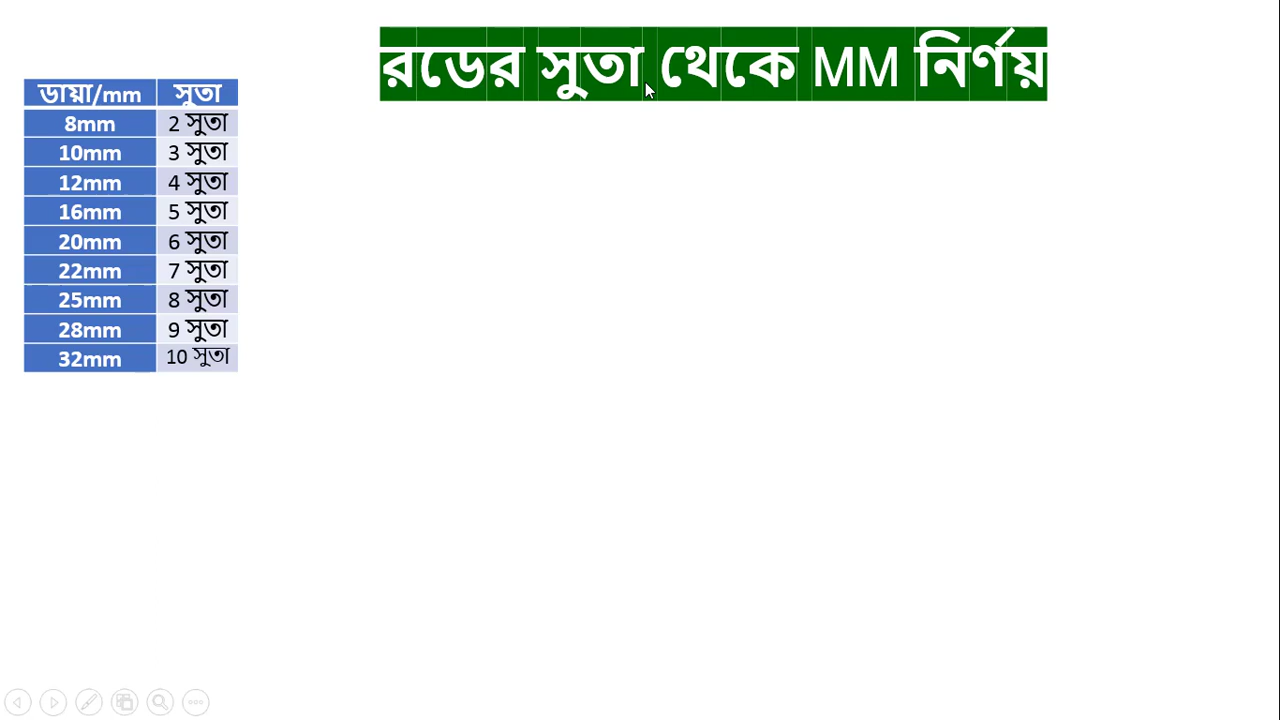 রডের সুতা থেকে MM নির্ণয়
ডায়া/mm সুতা
8mm 2 সুতা
10mm 3 সুতা
12mm 4 সুতা
16mm 5 সুতা
20mm 6 সুতা
22mm 7 সুতা
25mm 8 সুতা
28mm 9 সুতা
32mm 10 সুতা